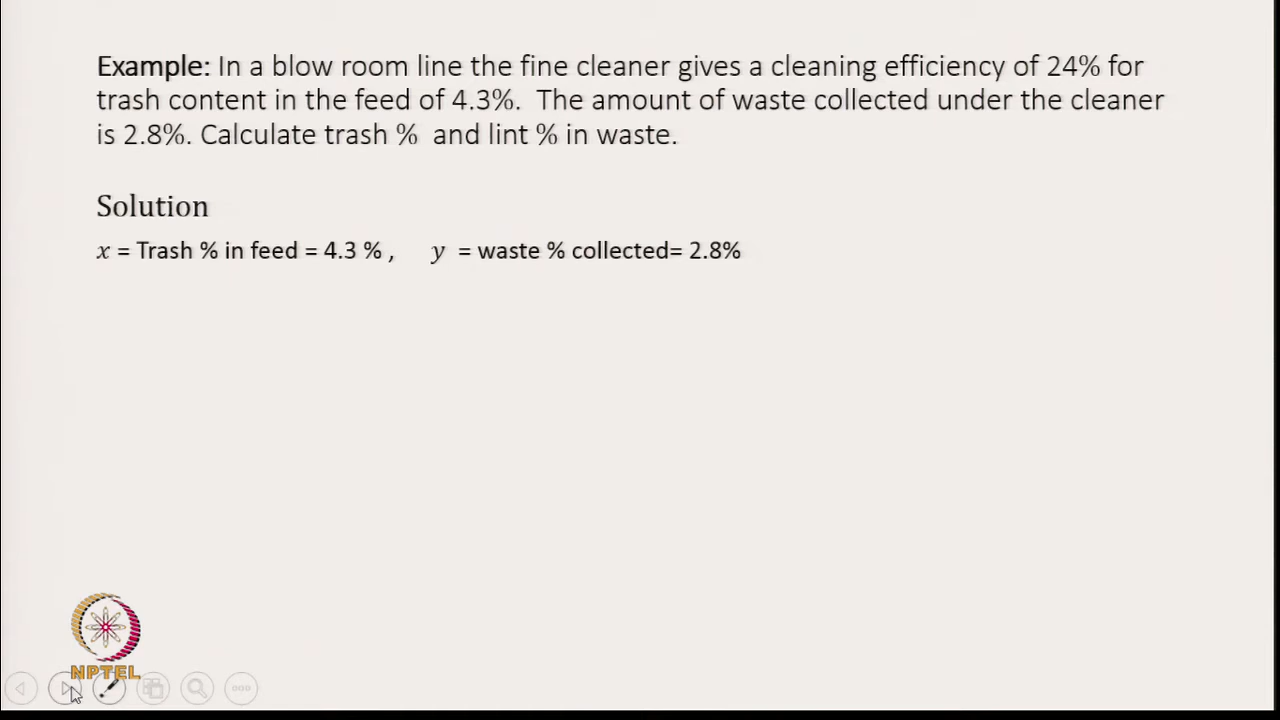 Example: In a blow room line the fine cleaner gives a cleaning efficiency of 24% for
trash content in the feed of 4.3%. The amount of waste collected under the cleaner
is 2.8%. Calculate trash % and lint % in waste.
Solution
x = Trash % in feed = 4.3 % , y = waste % collected= 2.8%
NPTEL